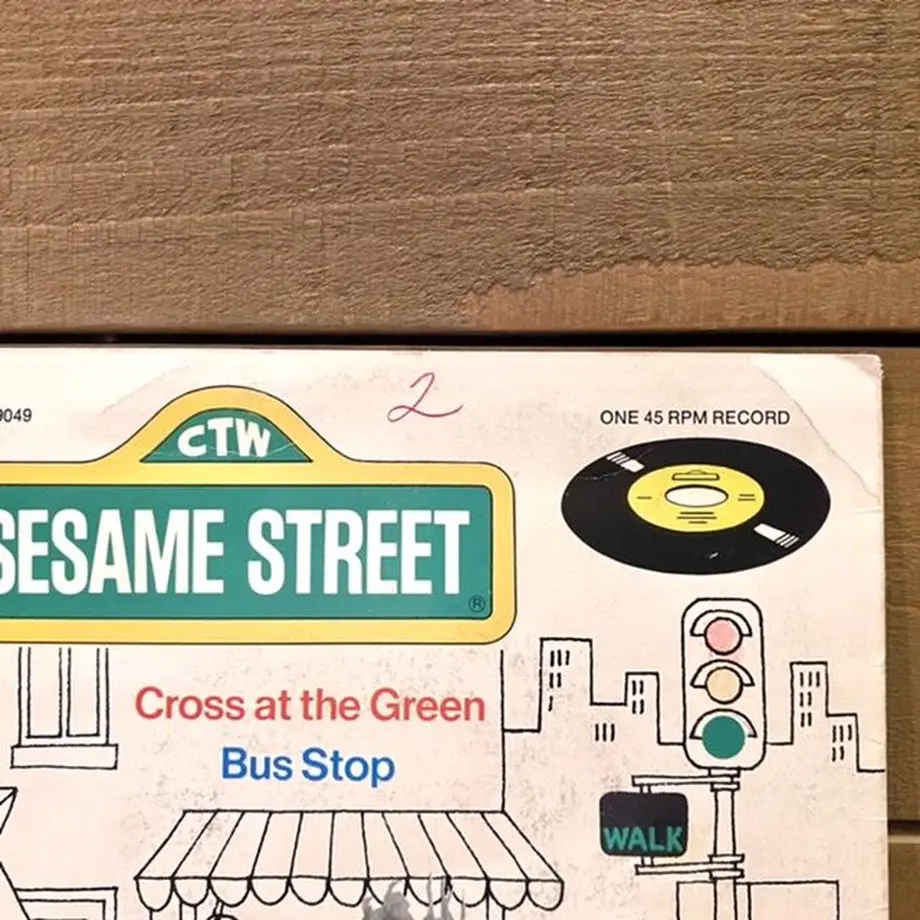 9049
2
ONE 45 RPM RECORD
CTW
SESAME STREET
®
Cross at the Green
Bus Stop
WALK